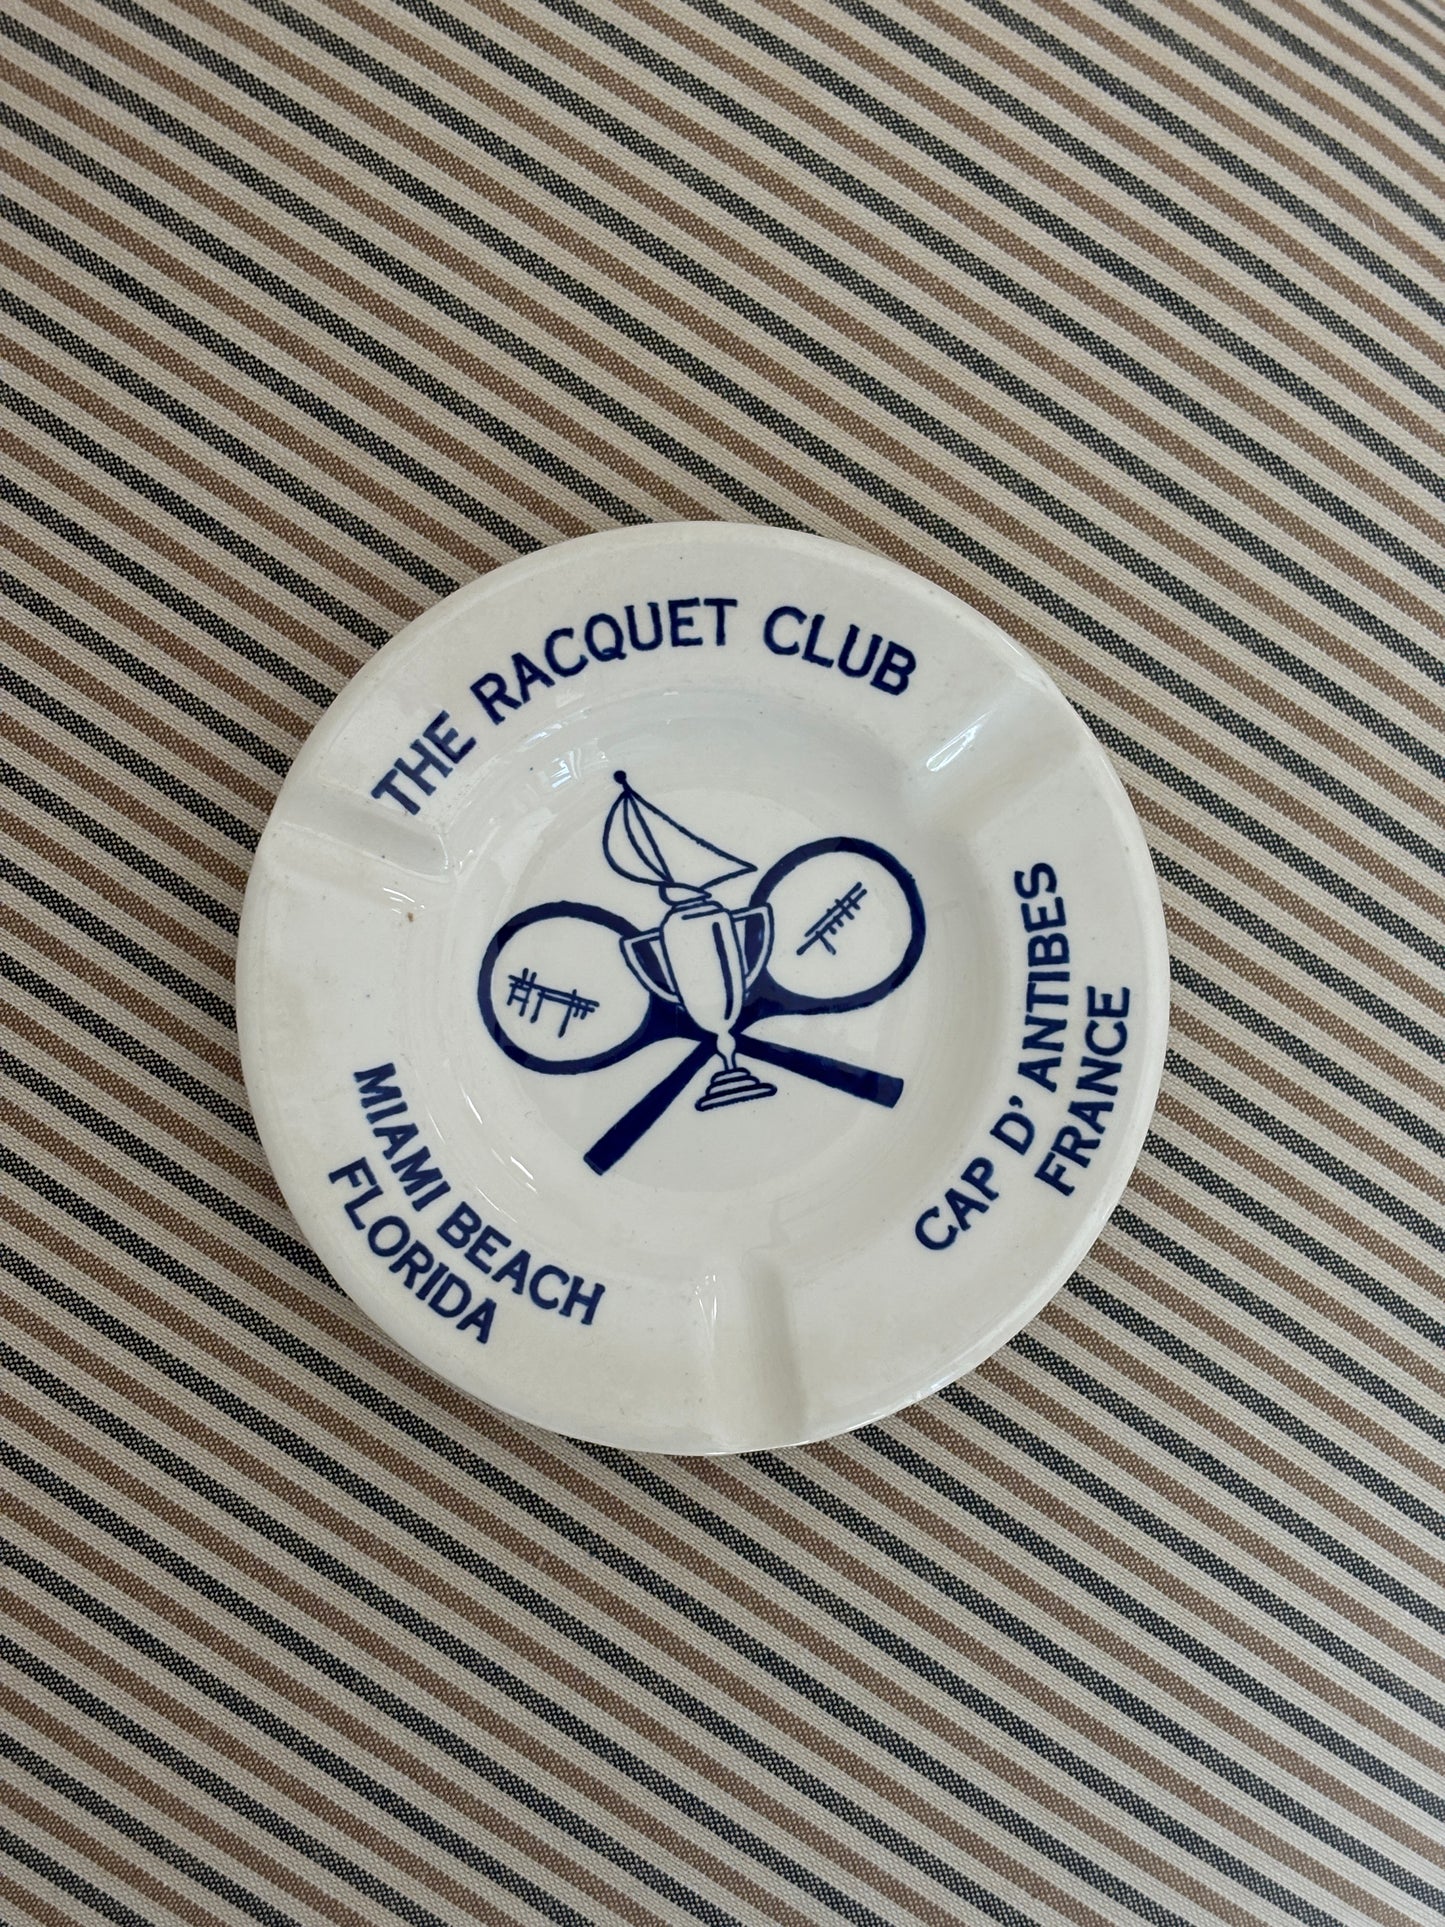 THE RACQUET CLUB
MIAMI BEACH
FLORIDA
CAP D' ANTIBES
FRANCE